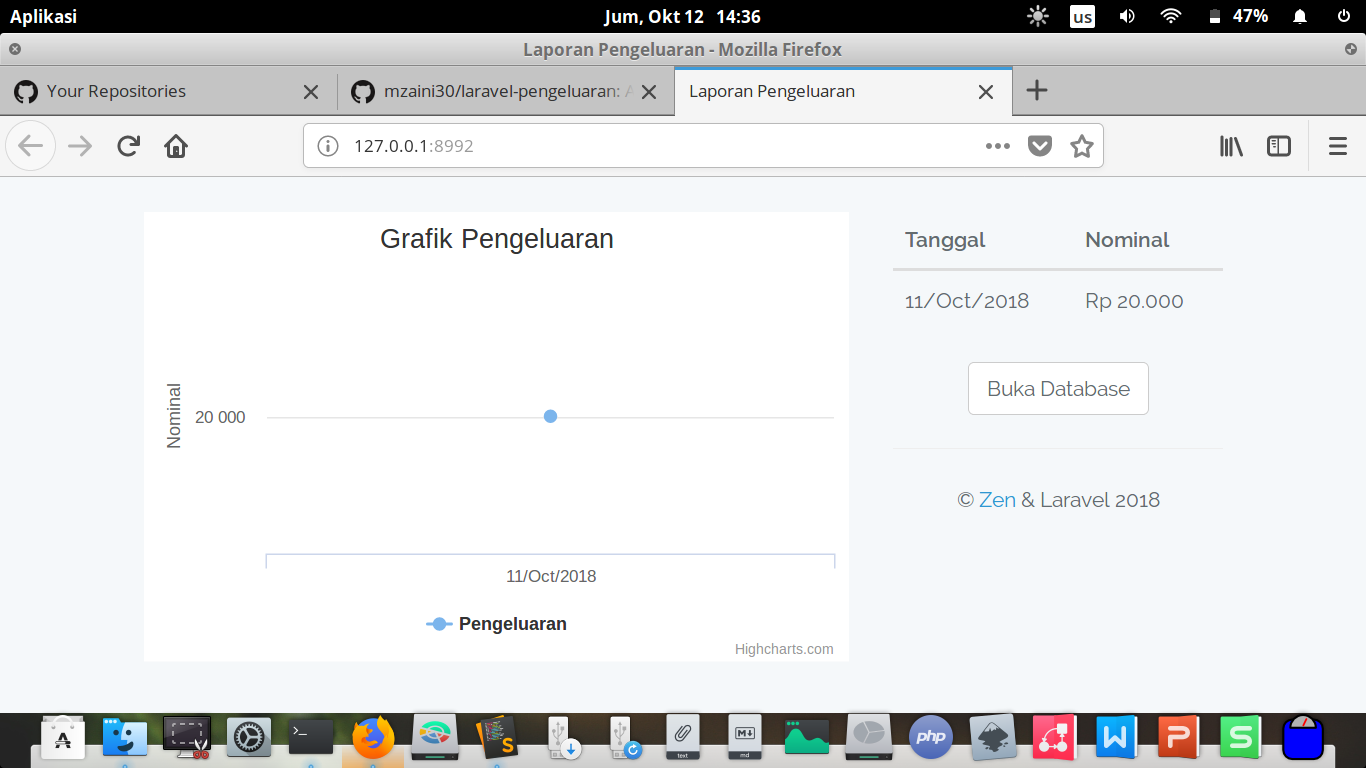 Aplikasi
Jum, Okt 12 14:36
us
47%
Laporan Pengeluaran - Mozilla Firefox
Your Repositories
mzaini30/laravel-pengeluaran: A
Laporan Pengeluaran
127.0.0.1:8992
Grafik Pengeluaran
Nominal
20 000
11/Oct/2018
Pengeluaran
Highcharts.com
Tanggal Nominal
11/Oct/2018 Rp 20.000
Buka Database
© Zen & Laravel 2018
A
>_
S
text
M
md
php
W
P
S